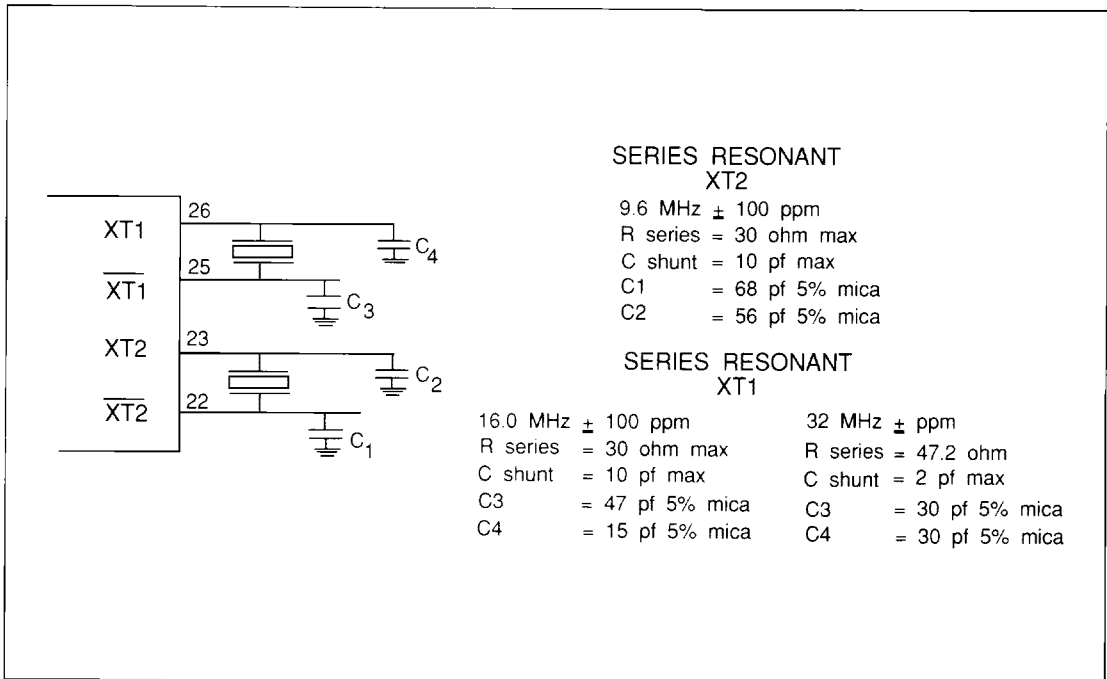 XT1
26
C4
25
X̅T̅1̅
C3
XT2
23
C2
22
X̅T̅2̅
C1
SERIES RESONANT
XT2
9.6 MHz ± 100 ppm
R series = 30 ohm max
C shunt = 10 pf max
C1 = 68 pf 5% mica
C2 = 56 pf 5% mica
SERIES RESONANT
XT1
16.0 MHz ± 100 ppm
R series = 30 ohm max
C shunt = 10 pf max
C3 = 47 pf 5% mica
C4 = 15 pf 5% mica
32 MHz ± ppm
R series = 47.2 ohm
C shunt = 2 pf max
C3 = 30 pf 5% mica
C4 = 30 pf 5% mica